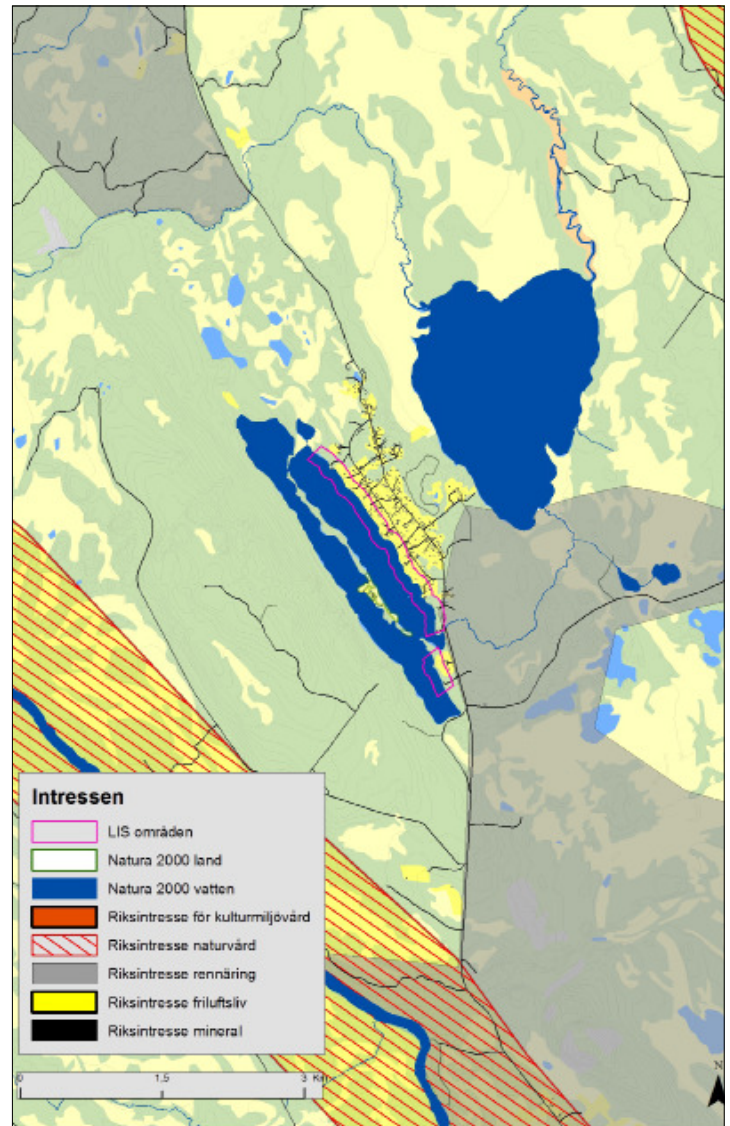 Intressen
LIS områden
Natura 2000 land
Natura 2000 vatten
Riksintresse för kulturmiljövård
Riksintresse naturvård
Riksintresse rennäring
Riksintresse friluftsliv
Riksintresse mineral
0 1,5 3 Km
N